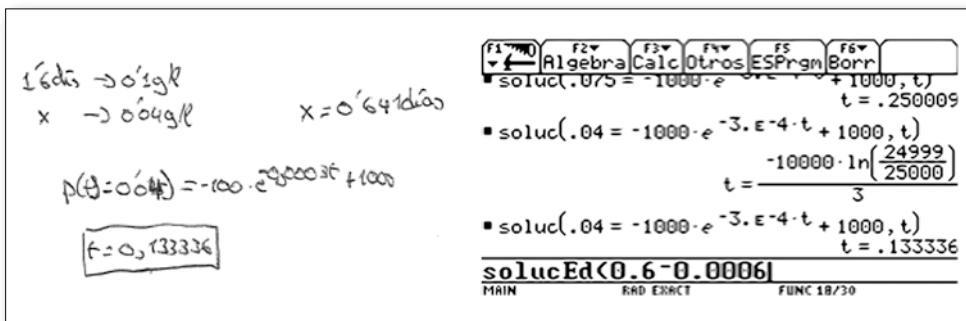 1'6días → 0'1g/l
x → 0'04g/l
x = 0'641días
p(t)=0'04) = -100·e^-0,0003t + 1000
t = 0,133336
F1 F2 F3 F4 F5 F6
Algebra Calc Otros ESPrgm Borr
soluc(.075 = -1000·e + 1000, t)
t = .250009
soluc(.04 = -1000·e^-3.ᴇ-4·t + 1000, t)
t = -10000·ln(24999/25000)/3
soluc(.04 = -1000·e^-3.ᴇ-4·t + 1000, t)
t = .133336
solucEd(0.6-0.0006
MAIN RAD EXACT FUNC 18/30